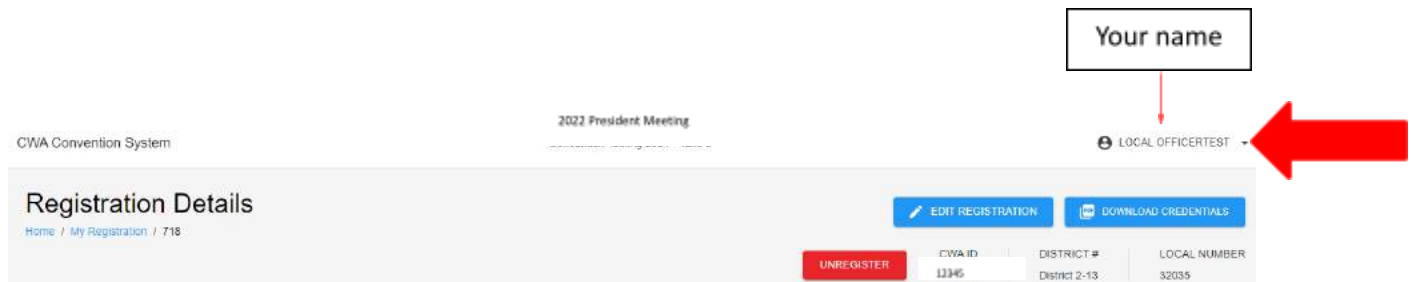 Your name
2022 President Meeting
CWA Convention System
LOCAL OFFICERTEST
Registration Details
EDIT REGISTRATION
DOWNLOAD CREDENTIALS
Home / My Registration / 718
UNREGISTER
CWA ID
DISTRICT #
LOCAL NUMBER
12345
District 2-13
32035